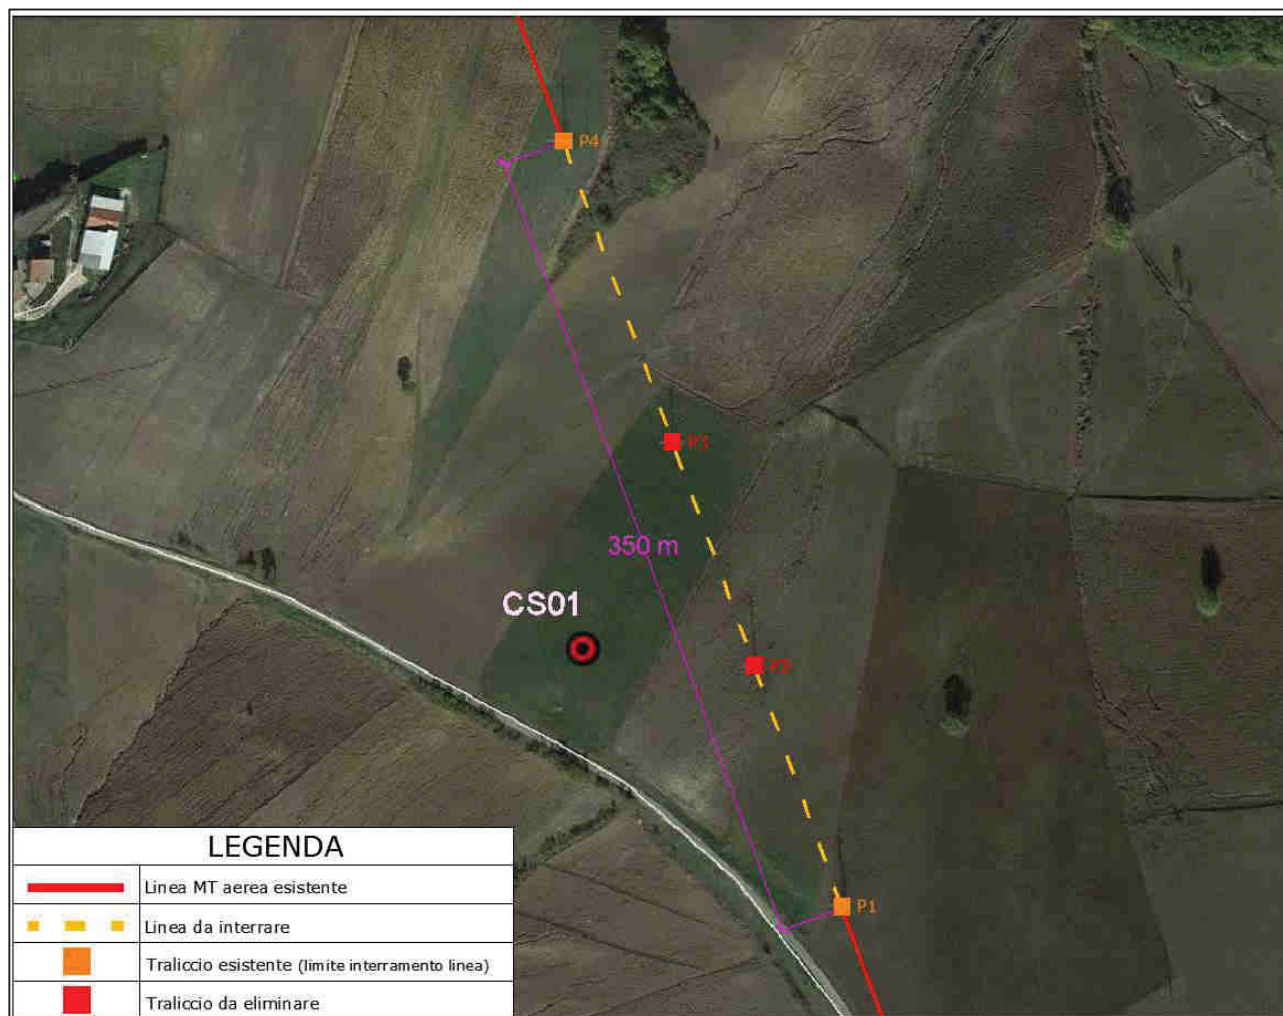 P4
P3
350 m
CS01
P2
P1
LEGENDA
Linea MT aerea esistente
Linea da interrare
Traliccio esistente (limite interramento linea)
Traliccio da eliminare